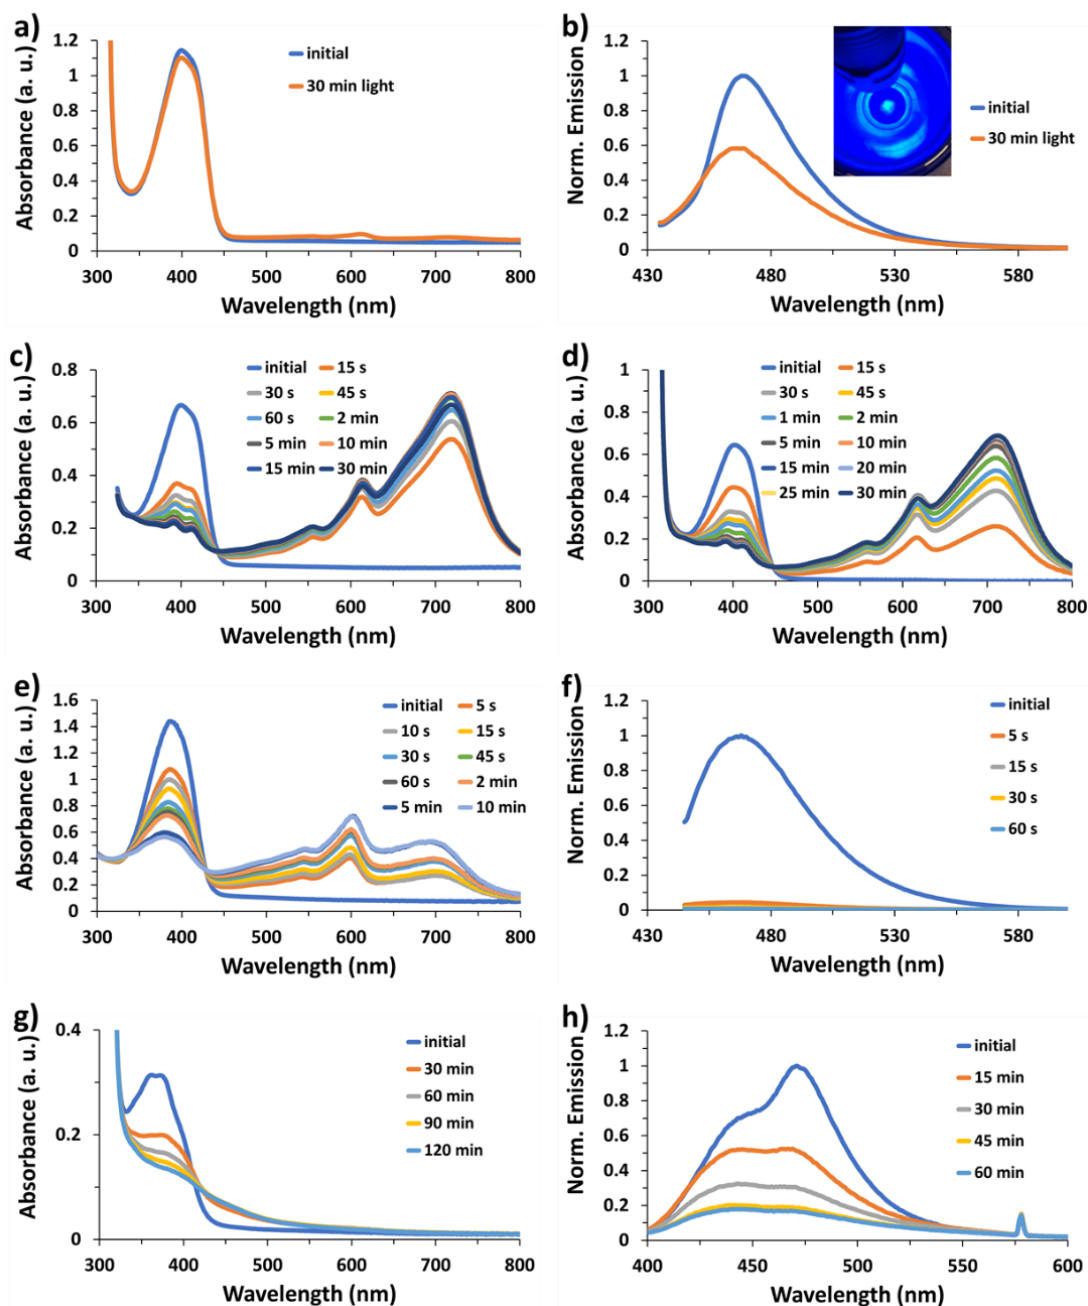 a)
Absorbance (a. u.)
1.2
1
0.8
0.6
0.4
0.2
0
300 400 500 600 700 800
Wavelength (nm)
initial
30 min light
b)
Norm. Emission
1.2
1
0.8
0.6
0.4
0.2
0
430 480 530 580
Wavelength (nm)
initial
30 min light
c)
Absorbance (a. u.)
0.8
0.6
0.4
0.2
0
300 400 500 600 700 800
Wavelength (nm)
initial 15 s
30 s 45 s
60 s 2 min
5 min 10 min
15 min 30 min
d)
Absorbance (a. u.)
1
0.8
0.6
0.4
0.2
0
300 400 500 600 700 800
Wavelength (nm)
initial 15 s
30 s 45 s
1 min 2 min
5 min 10 min
15 min 20 min
25 min 30 min
e)
Absorbance (a. u.)
1.6
1.4
1.2
1
0.8
0.6
0.4
0.2
0
300 400 500 600 700 800
Wavelength (nm)
initial 5 s
10 s 15 s
30 s 45 s
60 s 2 min
5 min 10 min
f)
Norm. Emission
1.2
1
0.8
0.6
0.4
0.2
0
430 480 530 580
Wavelength (nm)
initial
5 s
15 s
30 s
60 s
g)
Absorbance (a. u.)
0.4
0.2
0
300 400 500 600 700 800
Wavelength (nm)
initial
30 min
60 min
90 min
120 min
h)
Norm. Emission
1.2
1
0.8
0.6
0.4
0.2
0
400 450 500 550 600
Wavelength (nm)
initial
15 min
30 min
45 min
60 min